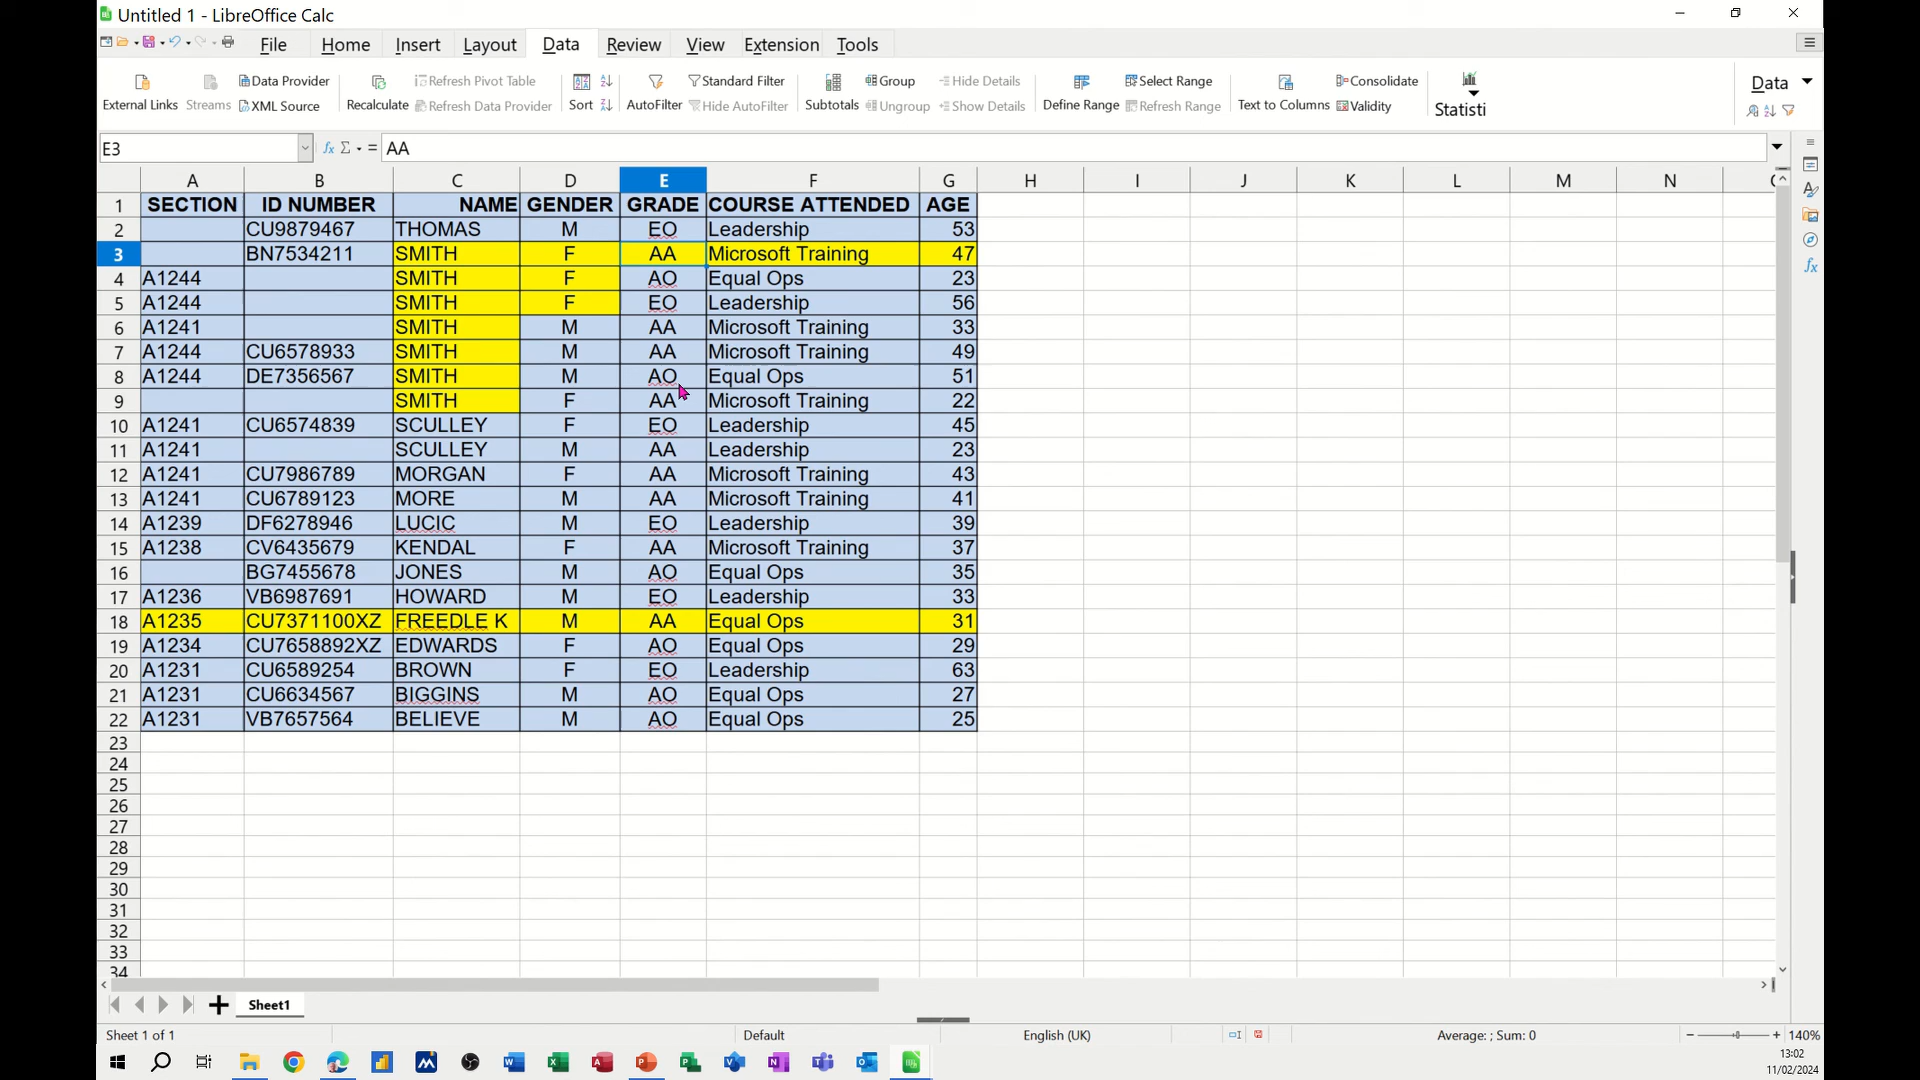 Untitled 1 - LibreOffice Calc
File Home Insert Layout Data Review View Extension Tools
External Links Streams Data Provider XML Source Recalculate Refresh Pivot Table Refresh Data Provider Sort AutoFilter Standard Filter Hide AutoFilter Subtotals Group Ungroup Hide Details Show Details Define Range Select Range Refresh Range Text to Columns Consolidate Validity Statisti Data
E3 fx Σ = AA
A B C D E F G H I J K L M N
1 SECTION ID NUMBER NAME GENDER GRADE COURSE ATTENDED AGE
2 CU9879467 THOMAS M EO Leadership 53
3 BN7534211 SMITH F AA Microsoft Training 47
4 A1244 SMITH F AO Equal Ops 23
5 A1244 SMITH F EO Leadership 56
6 A1241 SMITH M AA Microsoft Training 33
7 A1244 CU6578933 SMITH M AA Microsoft Training 49
8 A1244 DE7356567 SMITH M AO Equal Ops 51
9 SMITH F AA Microsoft Training 22
10 A1241 CU6574839 SCULLEY F EO Leadership 45
11 A1241 SCULLEY M AA Leadership 23
12 A1241 CU7986789 MORGAN F AA Microsoft Training 43
13 A1241 CU6789123 MORE M AA Microsoft Training 41
14 A1239 DF6278946 LUCIC M EO Leadership 39
15 A1238 CV6435679 KENDAL F AA Microsoft Training 37
16 BG7455678 JONES M AO Equal Ops 35
17 A1236 VB6987691 HOWARD M EO Leadership 33
18 A1235 CU7371100XZ FREEDLE K M AA Equal Ops 31
19 A1234 CU7658892XZ EDWARDS F AO Equal Ops 29
20 A1231 CU6589254 BROWN F EO Leadership 63
21 A1231 CU6634567 BIGGINS M AO Equal Ops 27
22 A1231 VB7657564 BELIEVE M AO Equal Ops 25
23
24
25
26
27
28
29
30
31
32
33
34
Sheet1
Sheet 1 of 1 Default English (UK) Average: ; Sum: 0 140%
13:02
11/02/2024